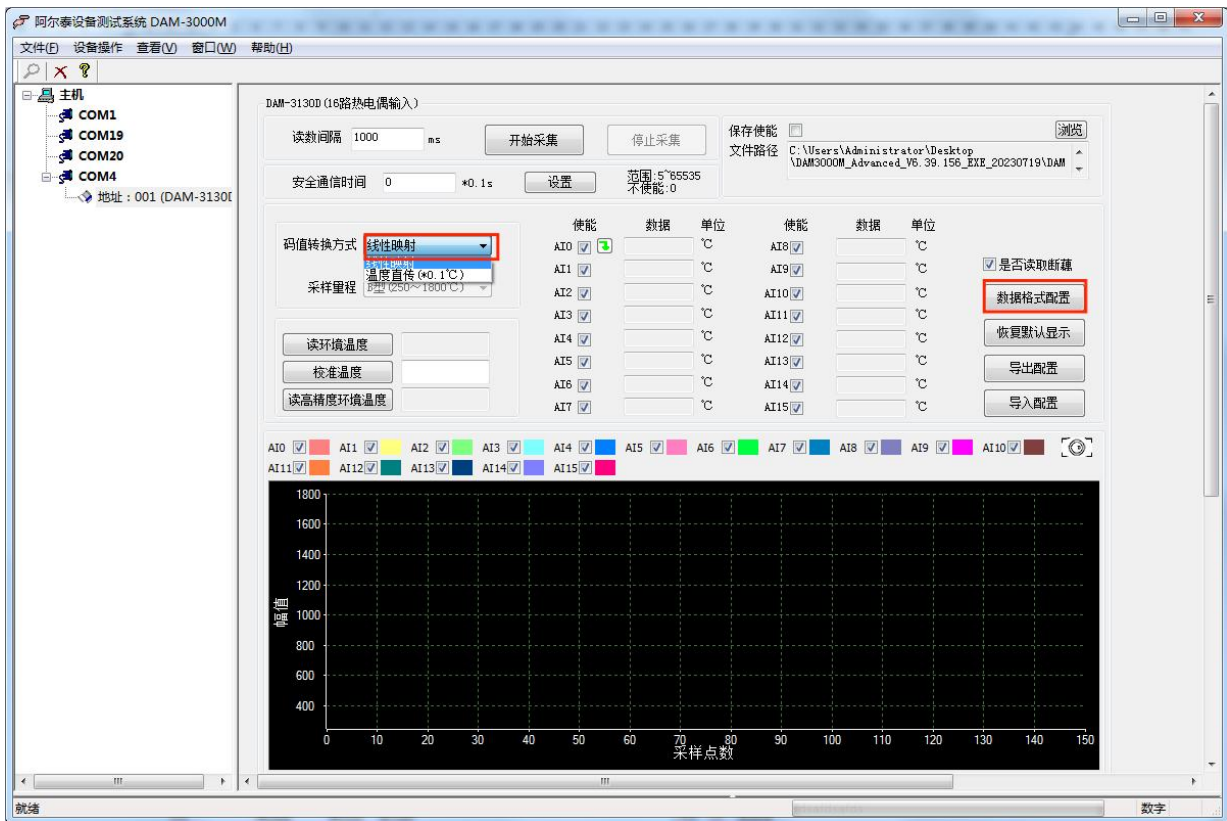 阿尔泰设备测试系统 DAM-3000M
文件(F) 设备操作 查看(V) 窗口(W) 帮助(H)
主机
COM1
COM19
COM20
COM4
地址：001 (DAM-3130D
DAM-3130D(16路热电偶输入)
读数间隔 1000 ms 开始采集 停止采集
安全通信时间 0 *0.1s 设置 范围:5~65535
不使能:0
保存使能 浏览
文件路径 C:\Users\Administrator\Desktop
\DAM3000M_Advanced_V6.39.156_EXE_20230719\DAM
码值转换方式 线性映射
线性映射
温度直传(*0.1℃)
采样量程 B型(250~1800℃)
读环境温度
校准温度
读高精度环境温度
使能 数据 单位 使能 数据 单位
AI0 ℃ AI8 ℃
AI1 ℃ AI9 ℃
AI2 ℃ AI10 ℃
AI3 ℃ AI11 ℃
AI4 ℃ AI12 ℃
AI5 ℃ AI13 ℃
AI6 ℃ AI14 ℃
AI7 ℃ AI15 ℃
是否读取断耦
数据格式配置
恢复默认显示
导出配置
导入配置
AI0 AI1 AI2 AI3 AI4 AI5 AI6 AI7 AI8 AI9 AI10
AI11 AI12 AI13 AI14 AI15
1800
1600
1400
1200
1000
800
600
400
幅值
0 10 20 30 40 50 60 70 80 90 100 110 120 130 140 150
采样点数
就绪 数字